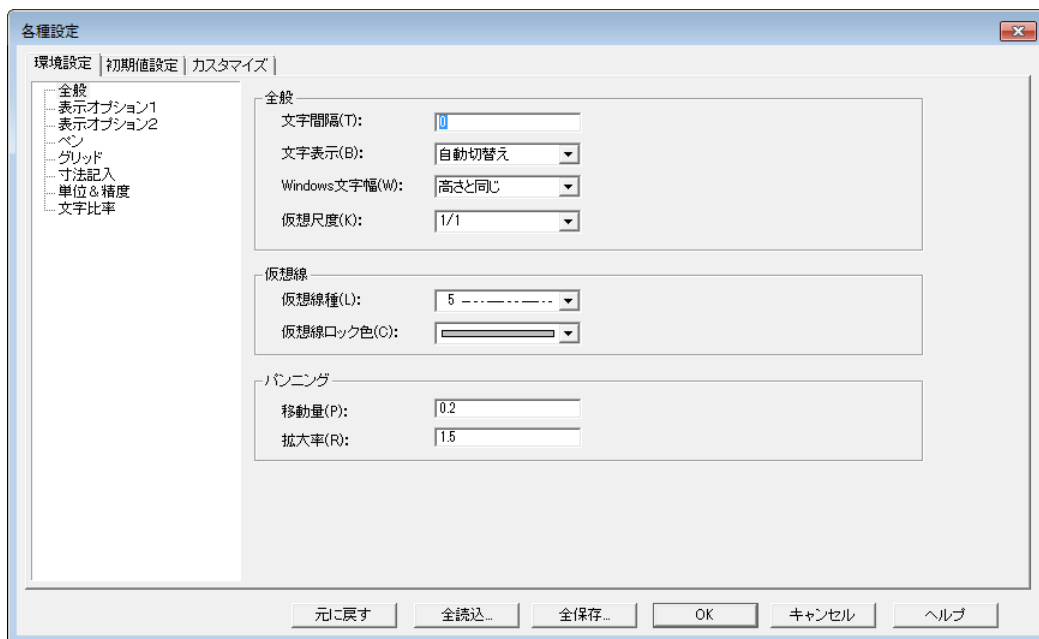 各種設定
環境設定 初期値設定 カスタマイズ
全般
表示オプション1
表示オプション2
ペン
グリッド
寸法記入
単位&精度
文字比率
全般
文字間隔(T): 0
文字表示(B): 自動切替え
Windows文字幅(W): 高さと同じ
仮想尺度(K): 1/1
仮想線
仮想線種(L): 5
仮想線ロック色(C):
パンニング
移動量(P): 0.2
拡大率(R): 1.5
元に戻す 全読込... 全保存... OK キャンセル ヘルプ